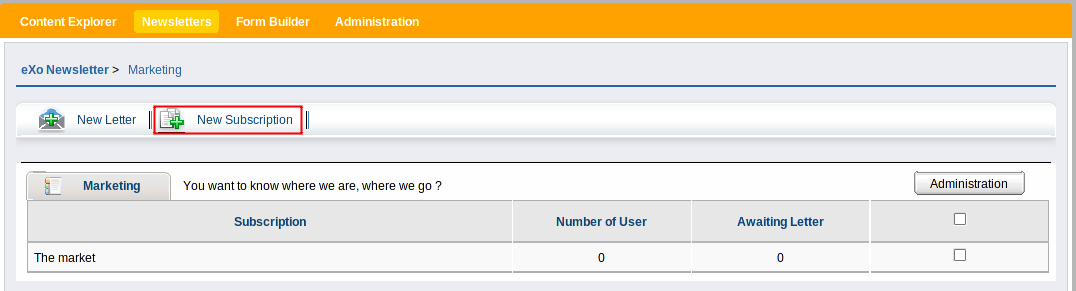 Content Explorer Newsletters Form Builder Administration
eXo Newsletter > Marketing
New Letter New Subscription
Marketing You want to know where we are, where we go ? Administration
Subscription Number of User Awaiting Letter
The market 0 0